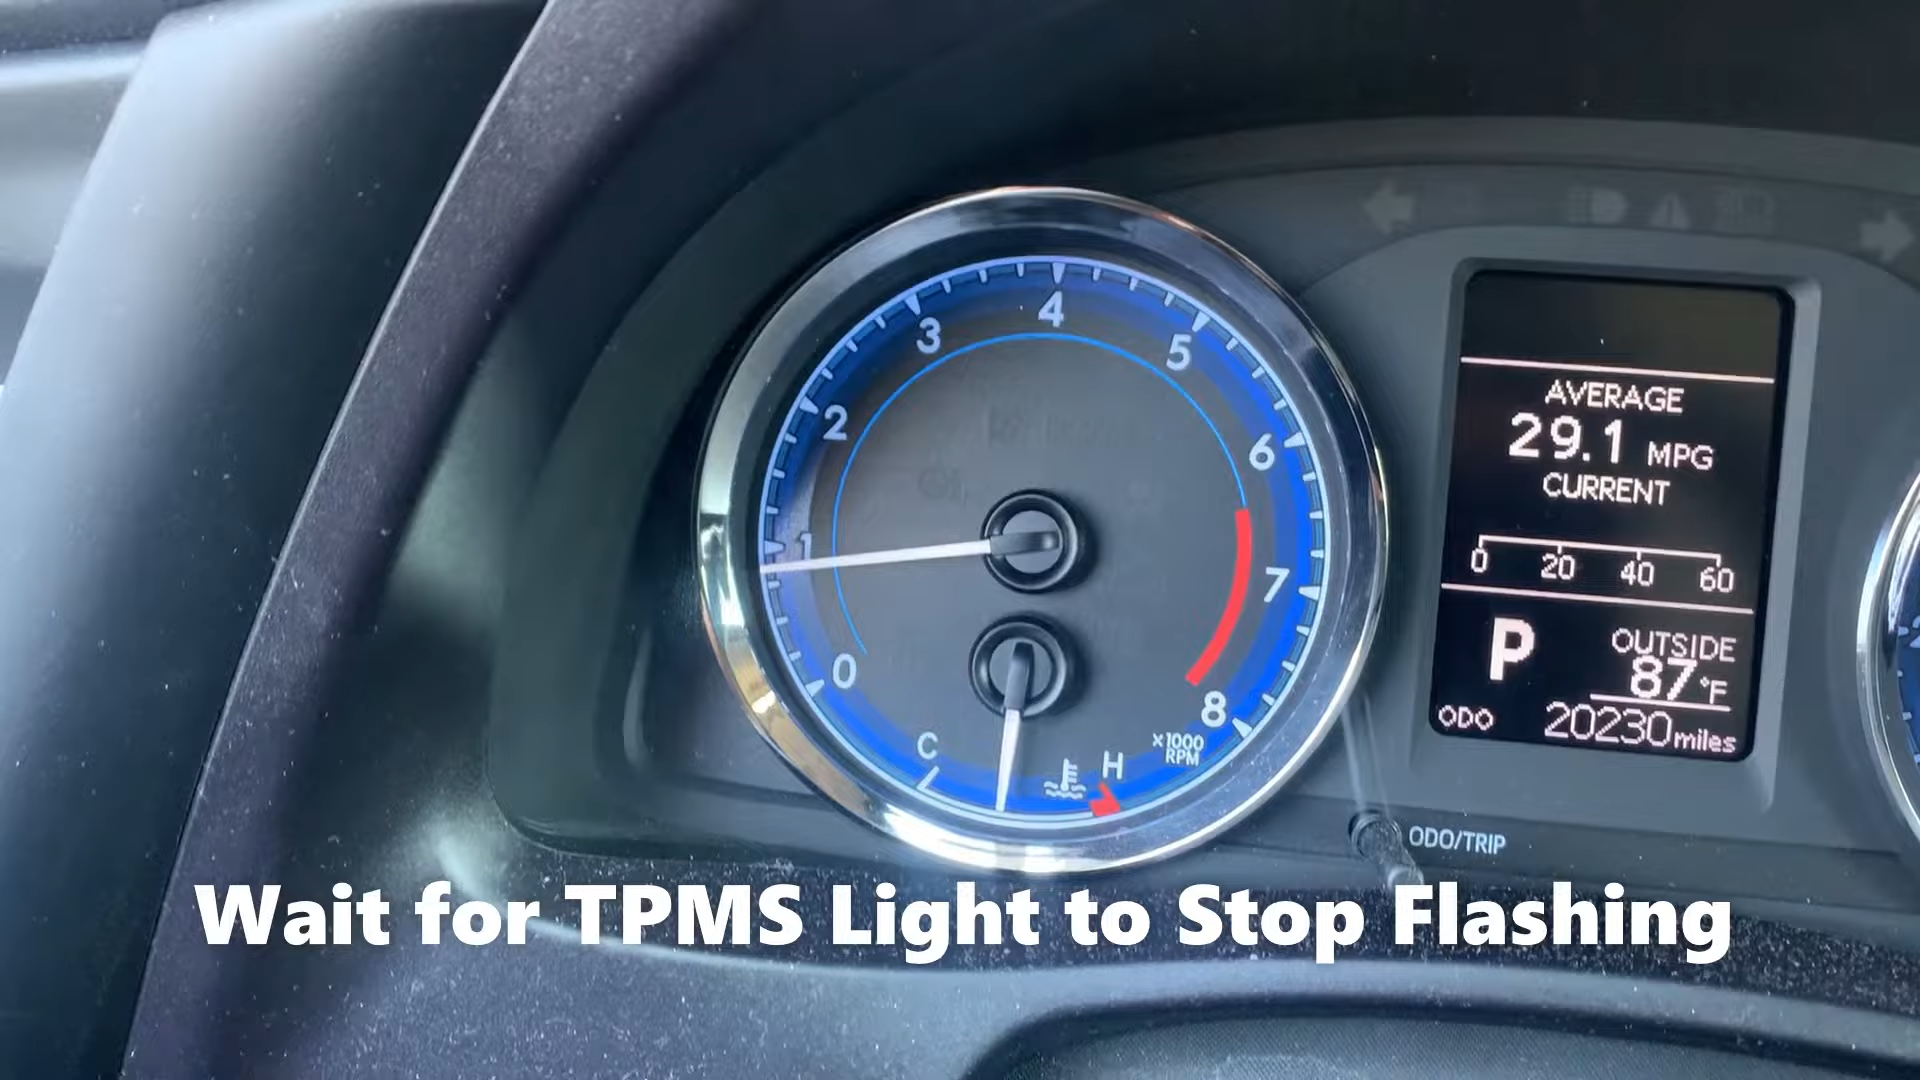 0
1
2
3
4
5
6
7
8
x1000
RPM
C
H
AVERAGE
29.1 MPG
CURRENT
0 20 40 60
P
OUTSIDE
87°F
ODO 20230 miles
ODO/TRIP
Wait for TPMS Light to Stop Flashing